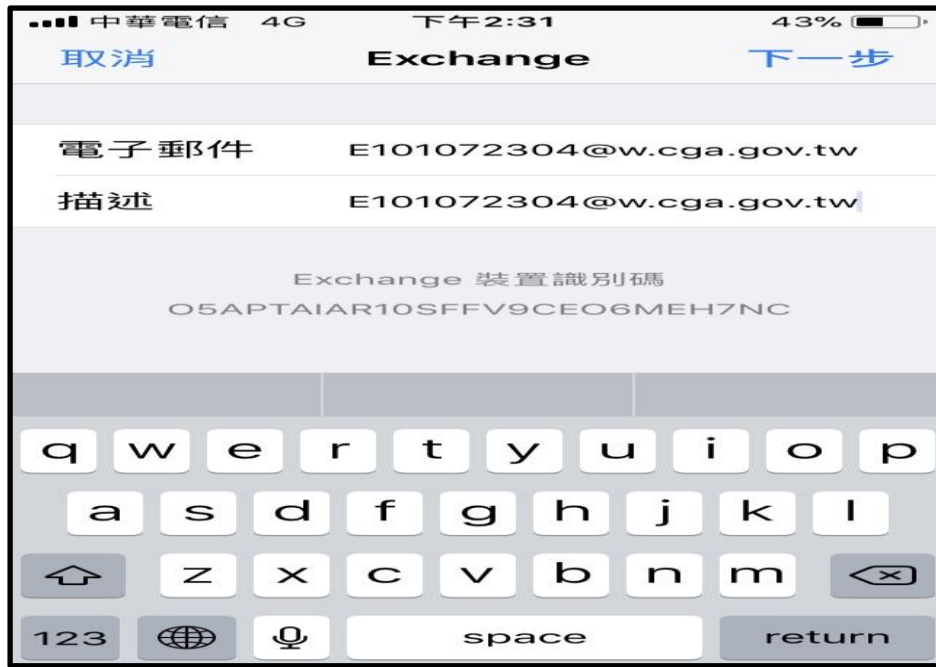 中華電信 4G 下午2:31 43%
取消 Exchange 下一步
電子郵件 E101072304@w.cga.gov.tw
描述 E101072304@w.cga.gov.tw
Exchange 裝置識別碼
O5APTAIAR10SFFV9CEO6MEH7NC
q w e r t y u i o p
a s d f g h j k l
z x c v b n m
123 space return